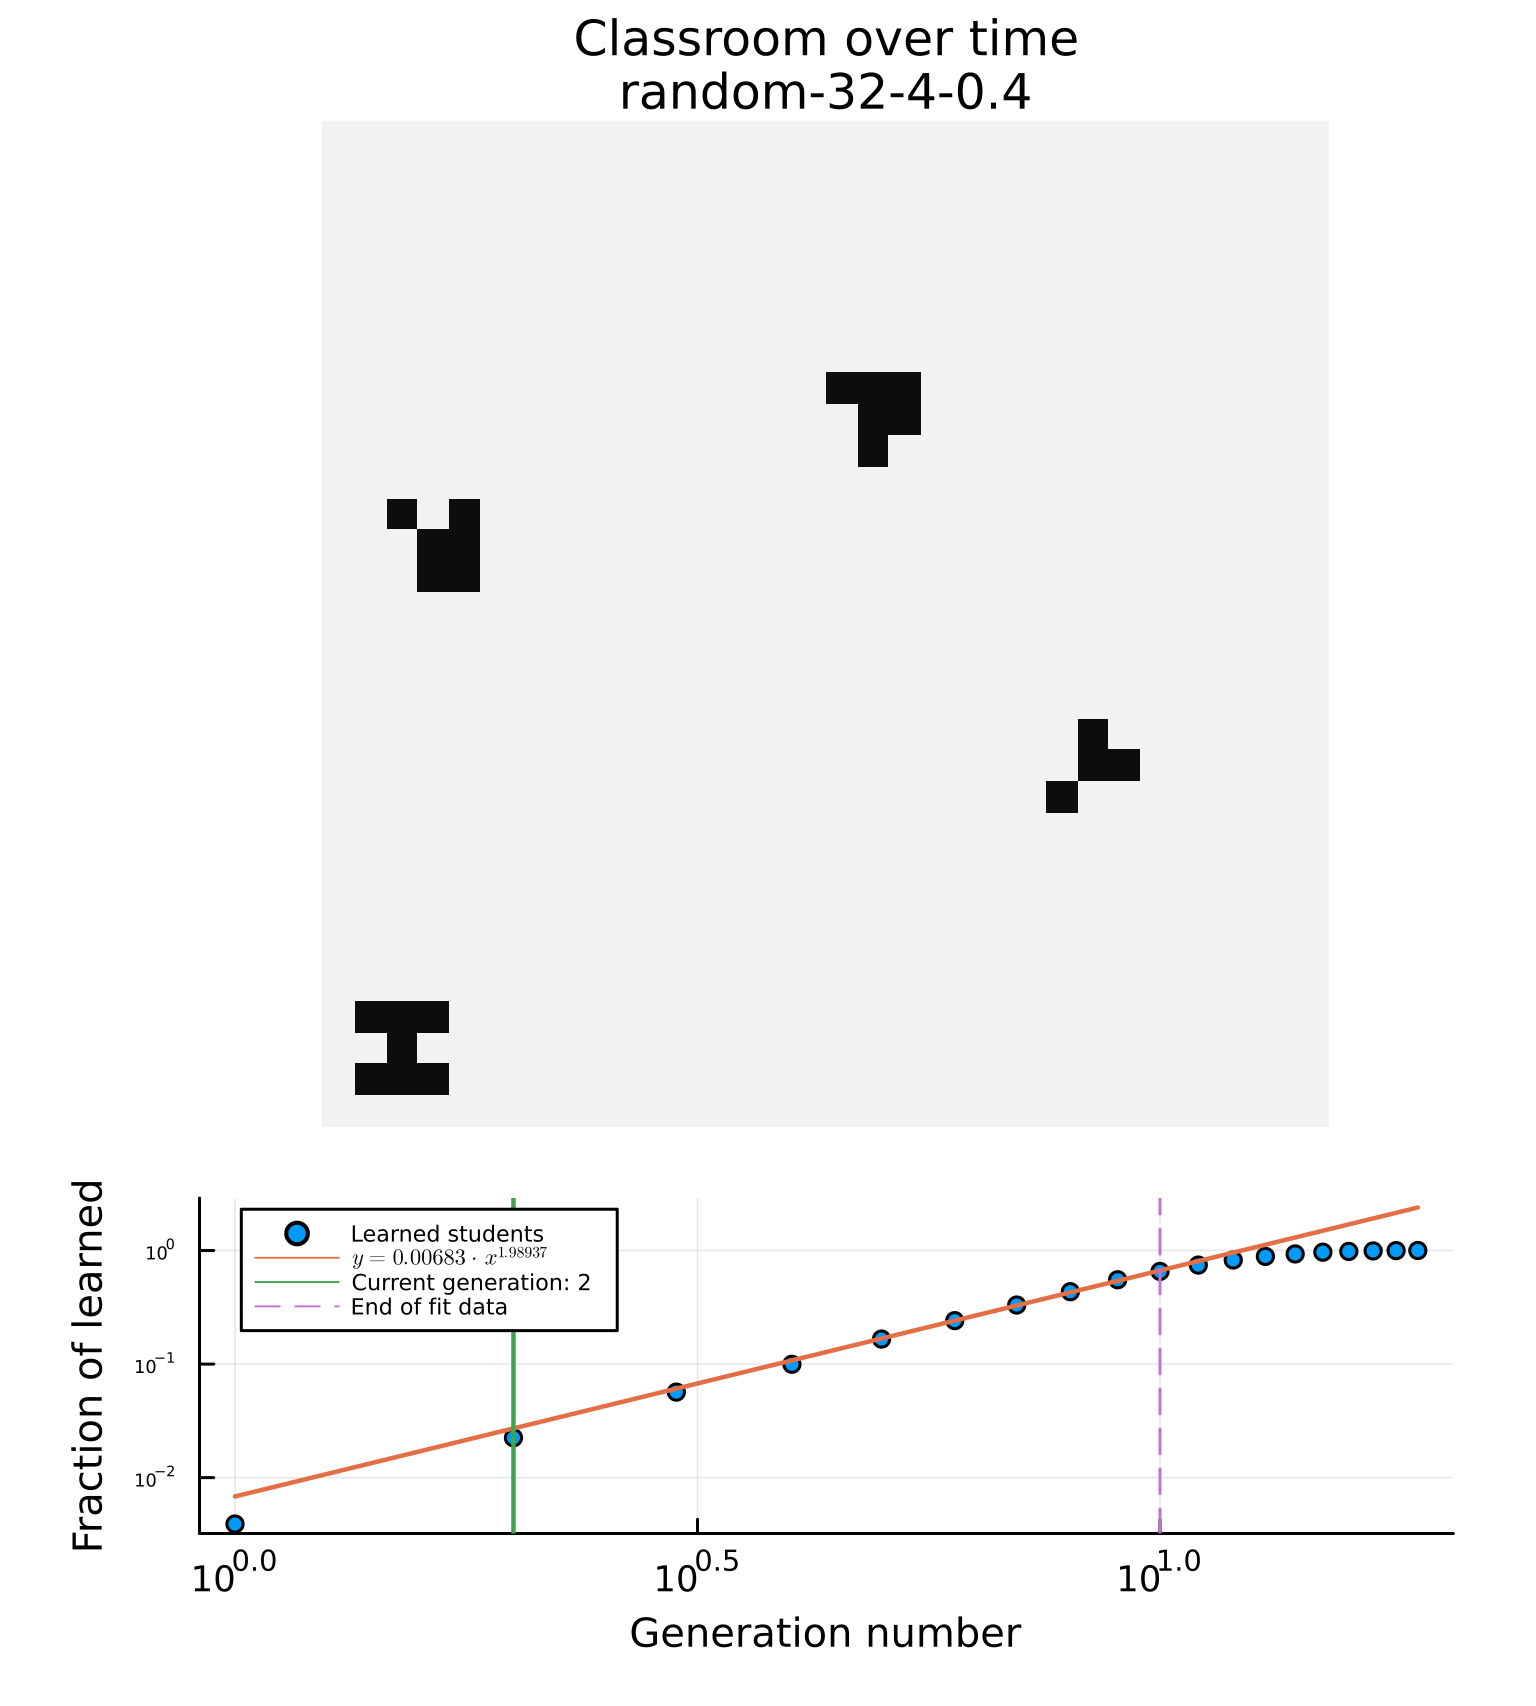 Classroom over time
random-32-4-0.4
Fraction of learned
10^0
10^−1
10^−2
Learned students
y = 0.00683 · x^1.98937
Current generation: 2
End of fit data
10^0.0 10^0.5 10^1.0
Generation number